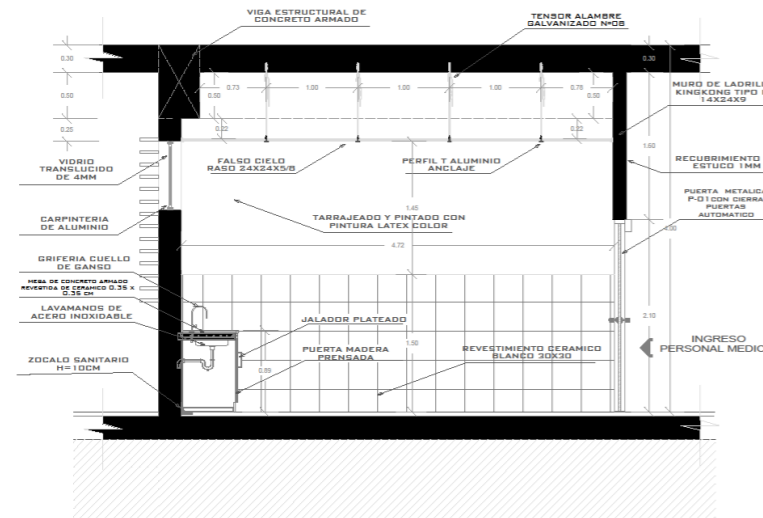 VIGA ESTRUCTURAL DE
CONCRETO ARMADO
TENSOR ALAMBRE
GALVANIZADO N°08
0.30
0.30
0.50
0.50
0.73
1.00
1.00
1.00
0.78
0.50
MURO DE LADRILL
KINGKONG TIPO
14X24X9
0.25
0.22
0.22
VIDRIO
TRANSLUCIDO
DE 4MM
FALSO CIELO
RASO 24X24X5/8
PERFIL T ALUMINIO
ANCLAJE
1.60
RECUBRIMIENTO
ESTUCO 1MM
PUERTA METALICA
P-01 CON CIERRA
PUERTAS
AUTOMATICO
CARPINTERIA
DE ALUMINIO
1.45
TARRAJEADO Y PINTADO CON
PINTURA LATEX COLOR
4.00
4.72
GRIFERIA CUELLO
DE GANSO
MESA DE CONCRETO ARMADO
REVESTIDA DE CERAMICO 0.35 X
0.35 CM
LAVAMANOS DE
ACERO INOXIDABLE
JALADOR PLATEADO
2.10
INGRESO
PERSONAL MEDIC
ZOCALO SANITARIO
H=10CM
PUERTA MADERA
PRENSADA
1.50
REVESTIMIENTO CERAMICO
BLANCO 30X30
0.89